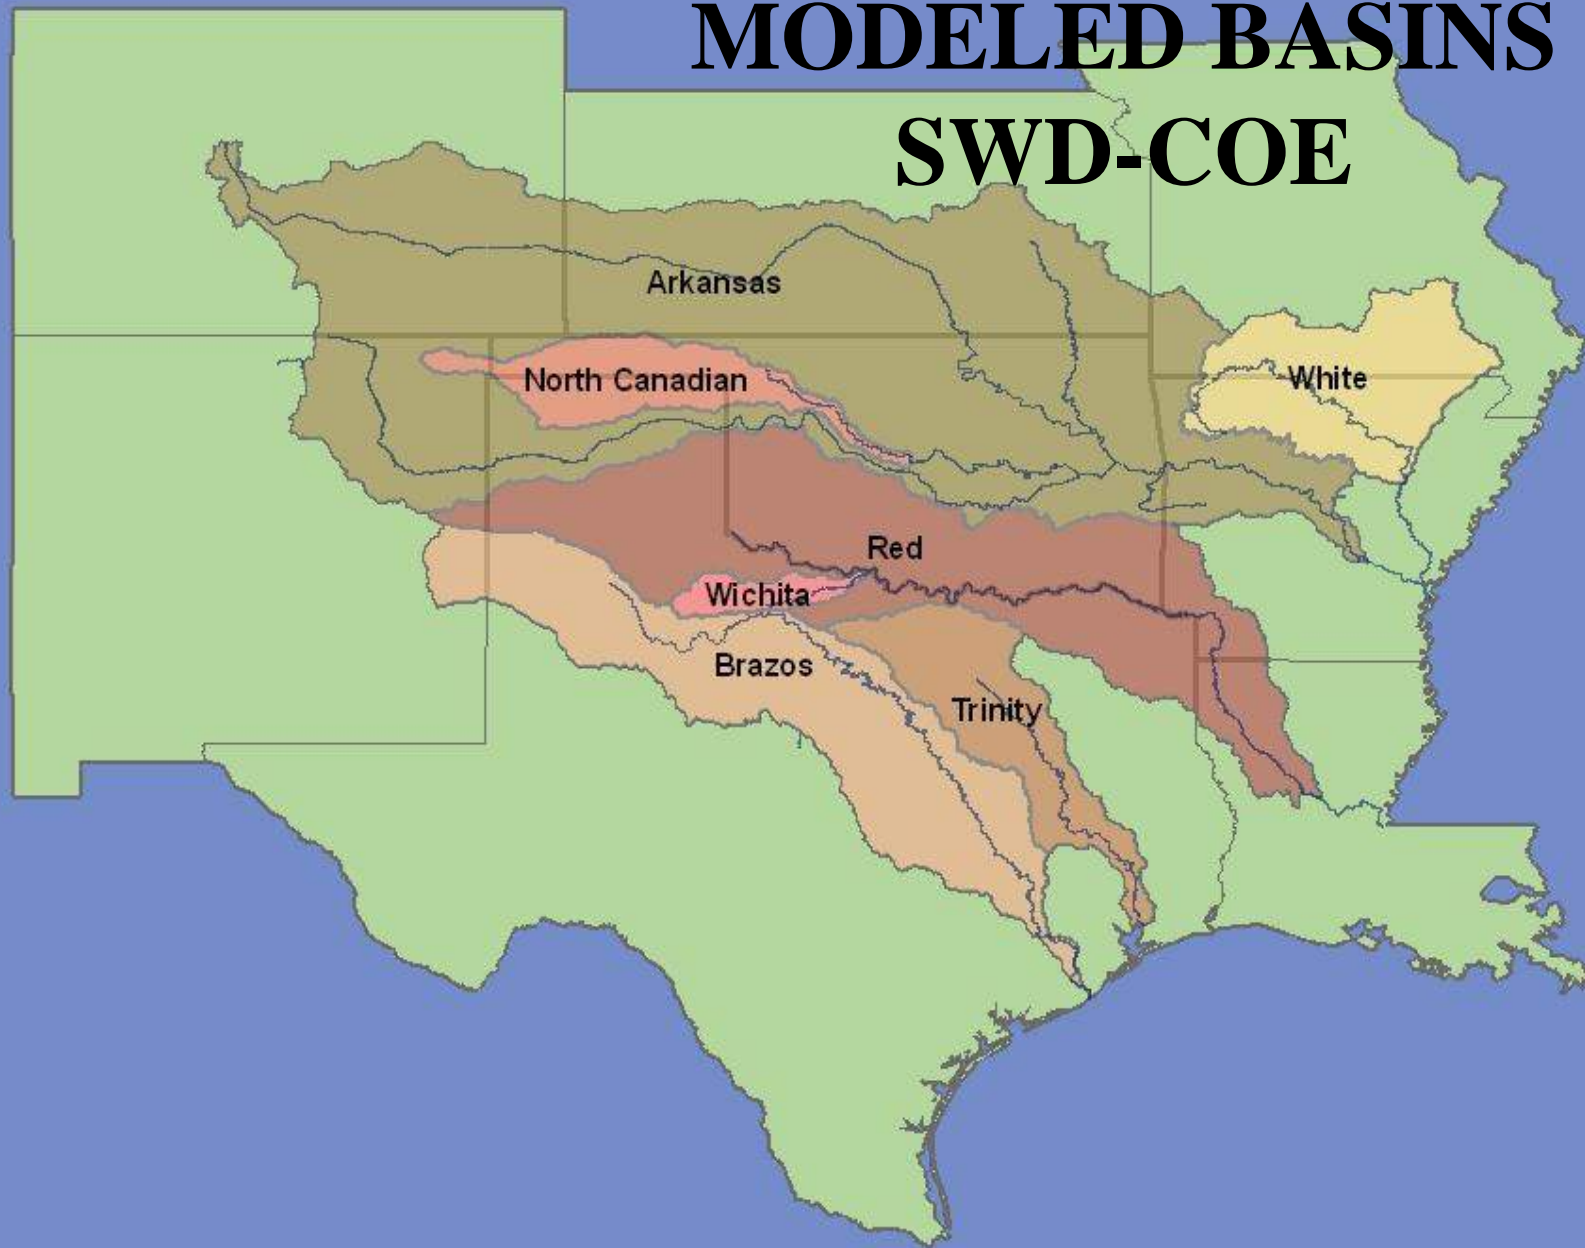 MODELED BASINS
SWD-COE
Arkansas
North Canadian
White
Red
Wichita
Brazos
Trinity